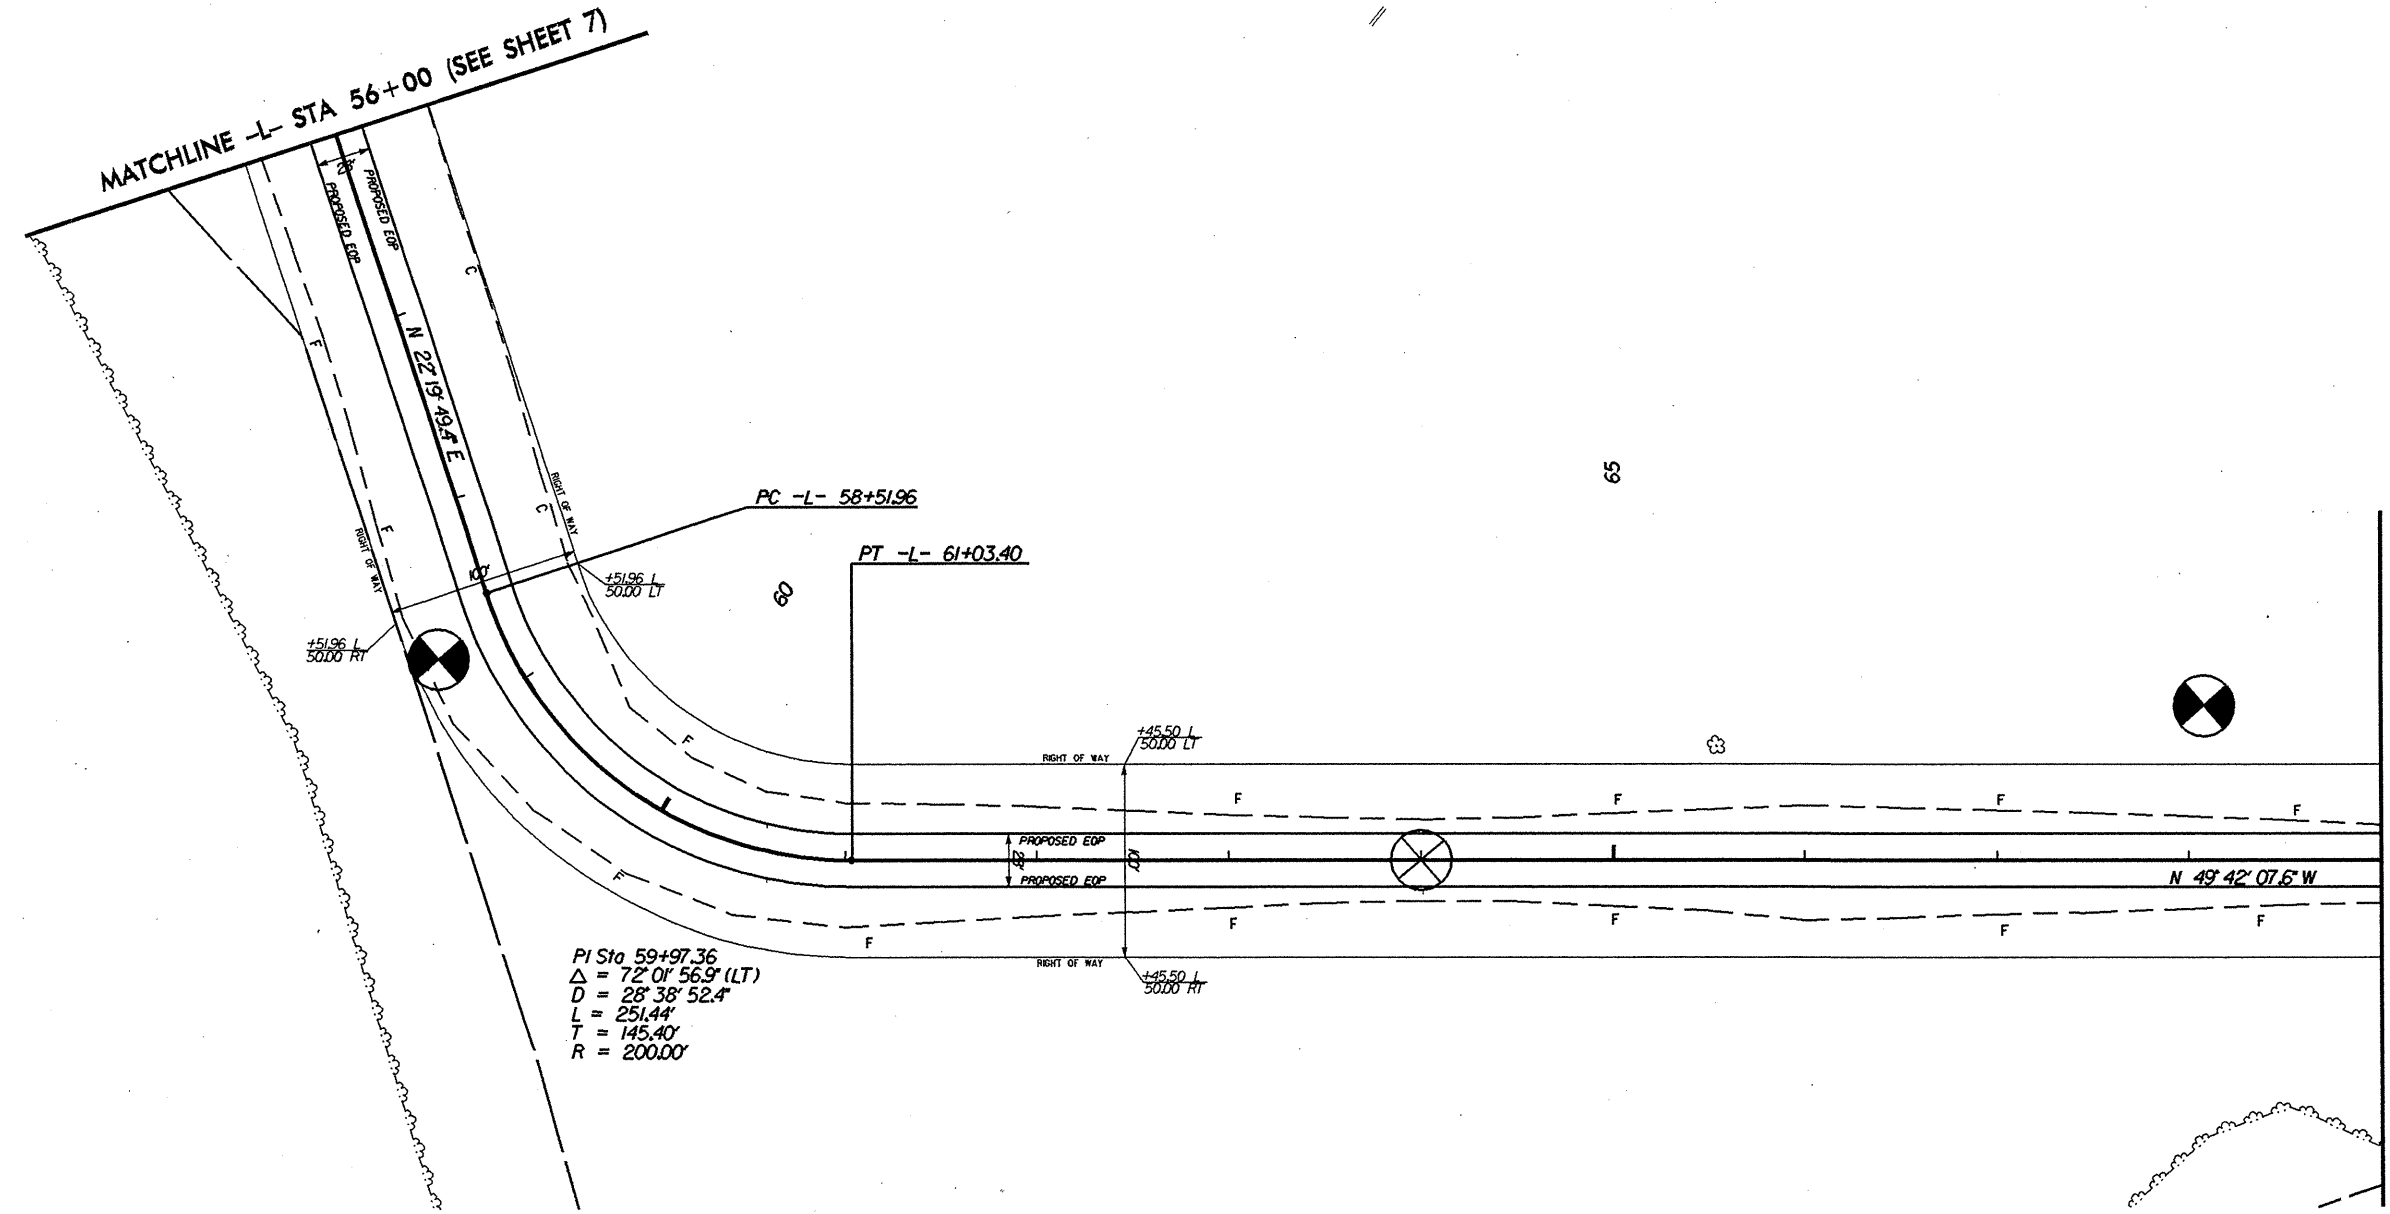 MATCHLINE -L- STA 56+00 (SEE SHEET 7)
28'
PROPOSED EOP
PROPOSED EOP
C
F
N 22° 19' 49.4" E
65
RIGHT OF WAY
C
PC -L- 58+51.96
F
RIGHT OF WAY
PT -L- 61+03.40
100'
+51.96 L
50.00 LT
60
+51.96 L
50.00 RT
F
+45.50 L
50.00 LT
RIGHT OF WAY
F
F
F
F
PROPOSED EOP
28'
100'
PROPOSED EOP
N 49° 42' 07.6" W
F
F
F
F
F
F
RIGHT OF WAY
+45.50 L
50.00 RT
PI Sta 59+97.36
Δ = 72° 01' 56.9" (LT)
D = 28° 38' 52.4"
L = 251.44'
T = 145.40'
R = 200.00'